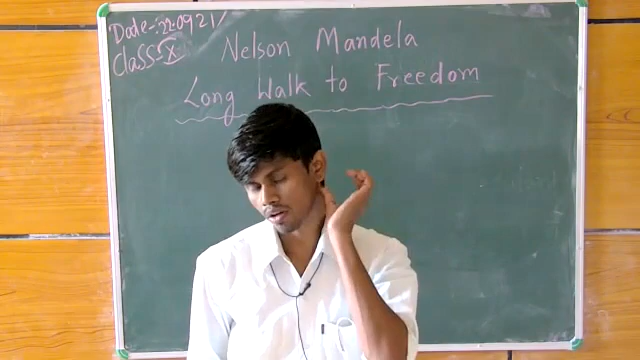 Date-: 22.09.21/
Class-X
Nelson Mandela
Long Walk to Freedom